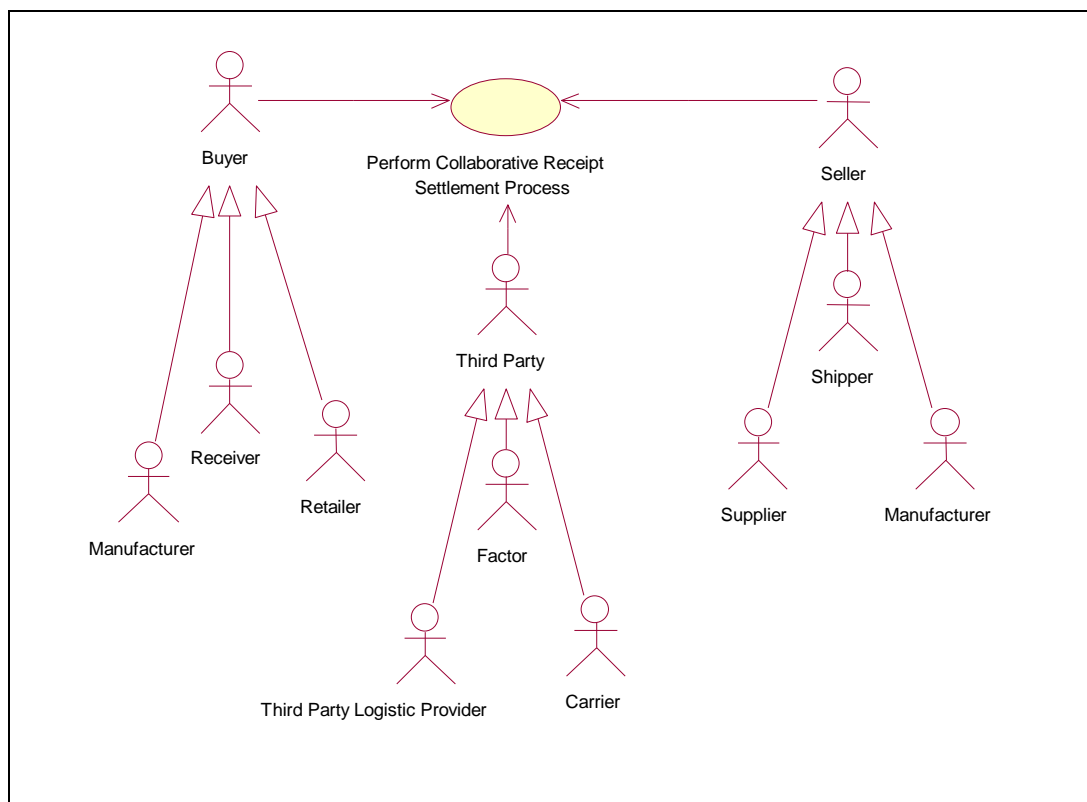 Buyer
Perform Collaborative Receipt
Settlement Process
Seller
Third Party
Shipper
Receiver
Retailer
Supplier
Manufacturer
Manufacturer
Factor
Third Party Logistic Provider
Carrier